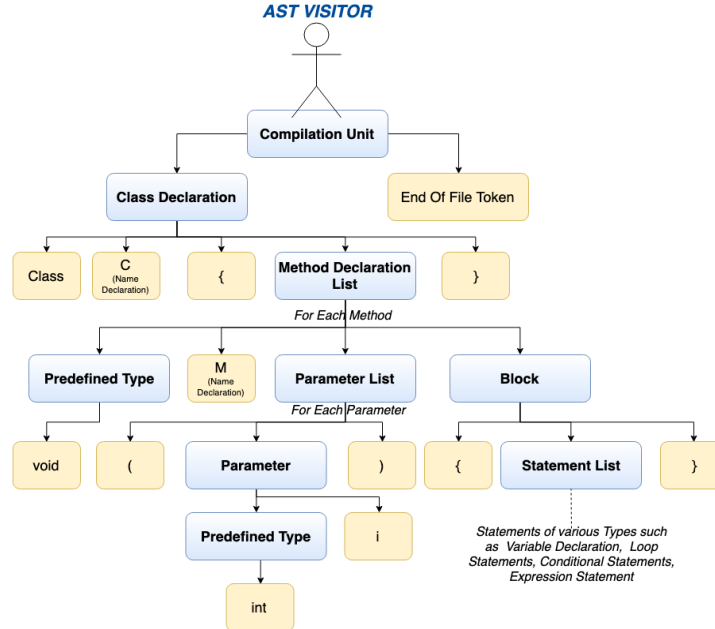 AST VISITOR
Compilation Unit
Class Declaration
End Of File Token
Class
C
(Name
Declaration)
{
Method Declaration
List
}
For Each Method
Predefined Type
M
(Name
Declaration)
Parameter List
Block
For Each Parameter
void
(
Parameter
)
{
Statement List
}
Predefined Type
i
Statements of various Types such
as Variable Declaration, Loop
Statements, Conditional Statements,
Expression Statement
int